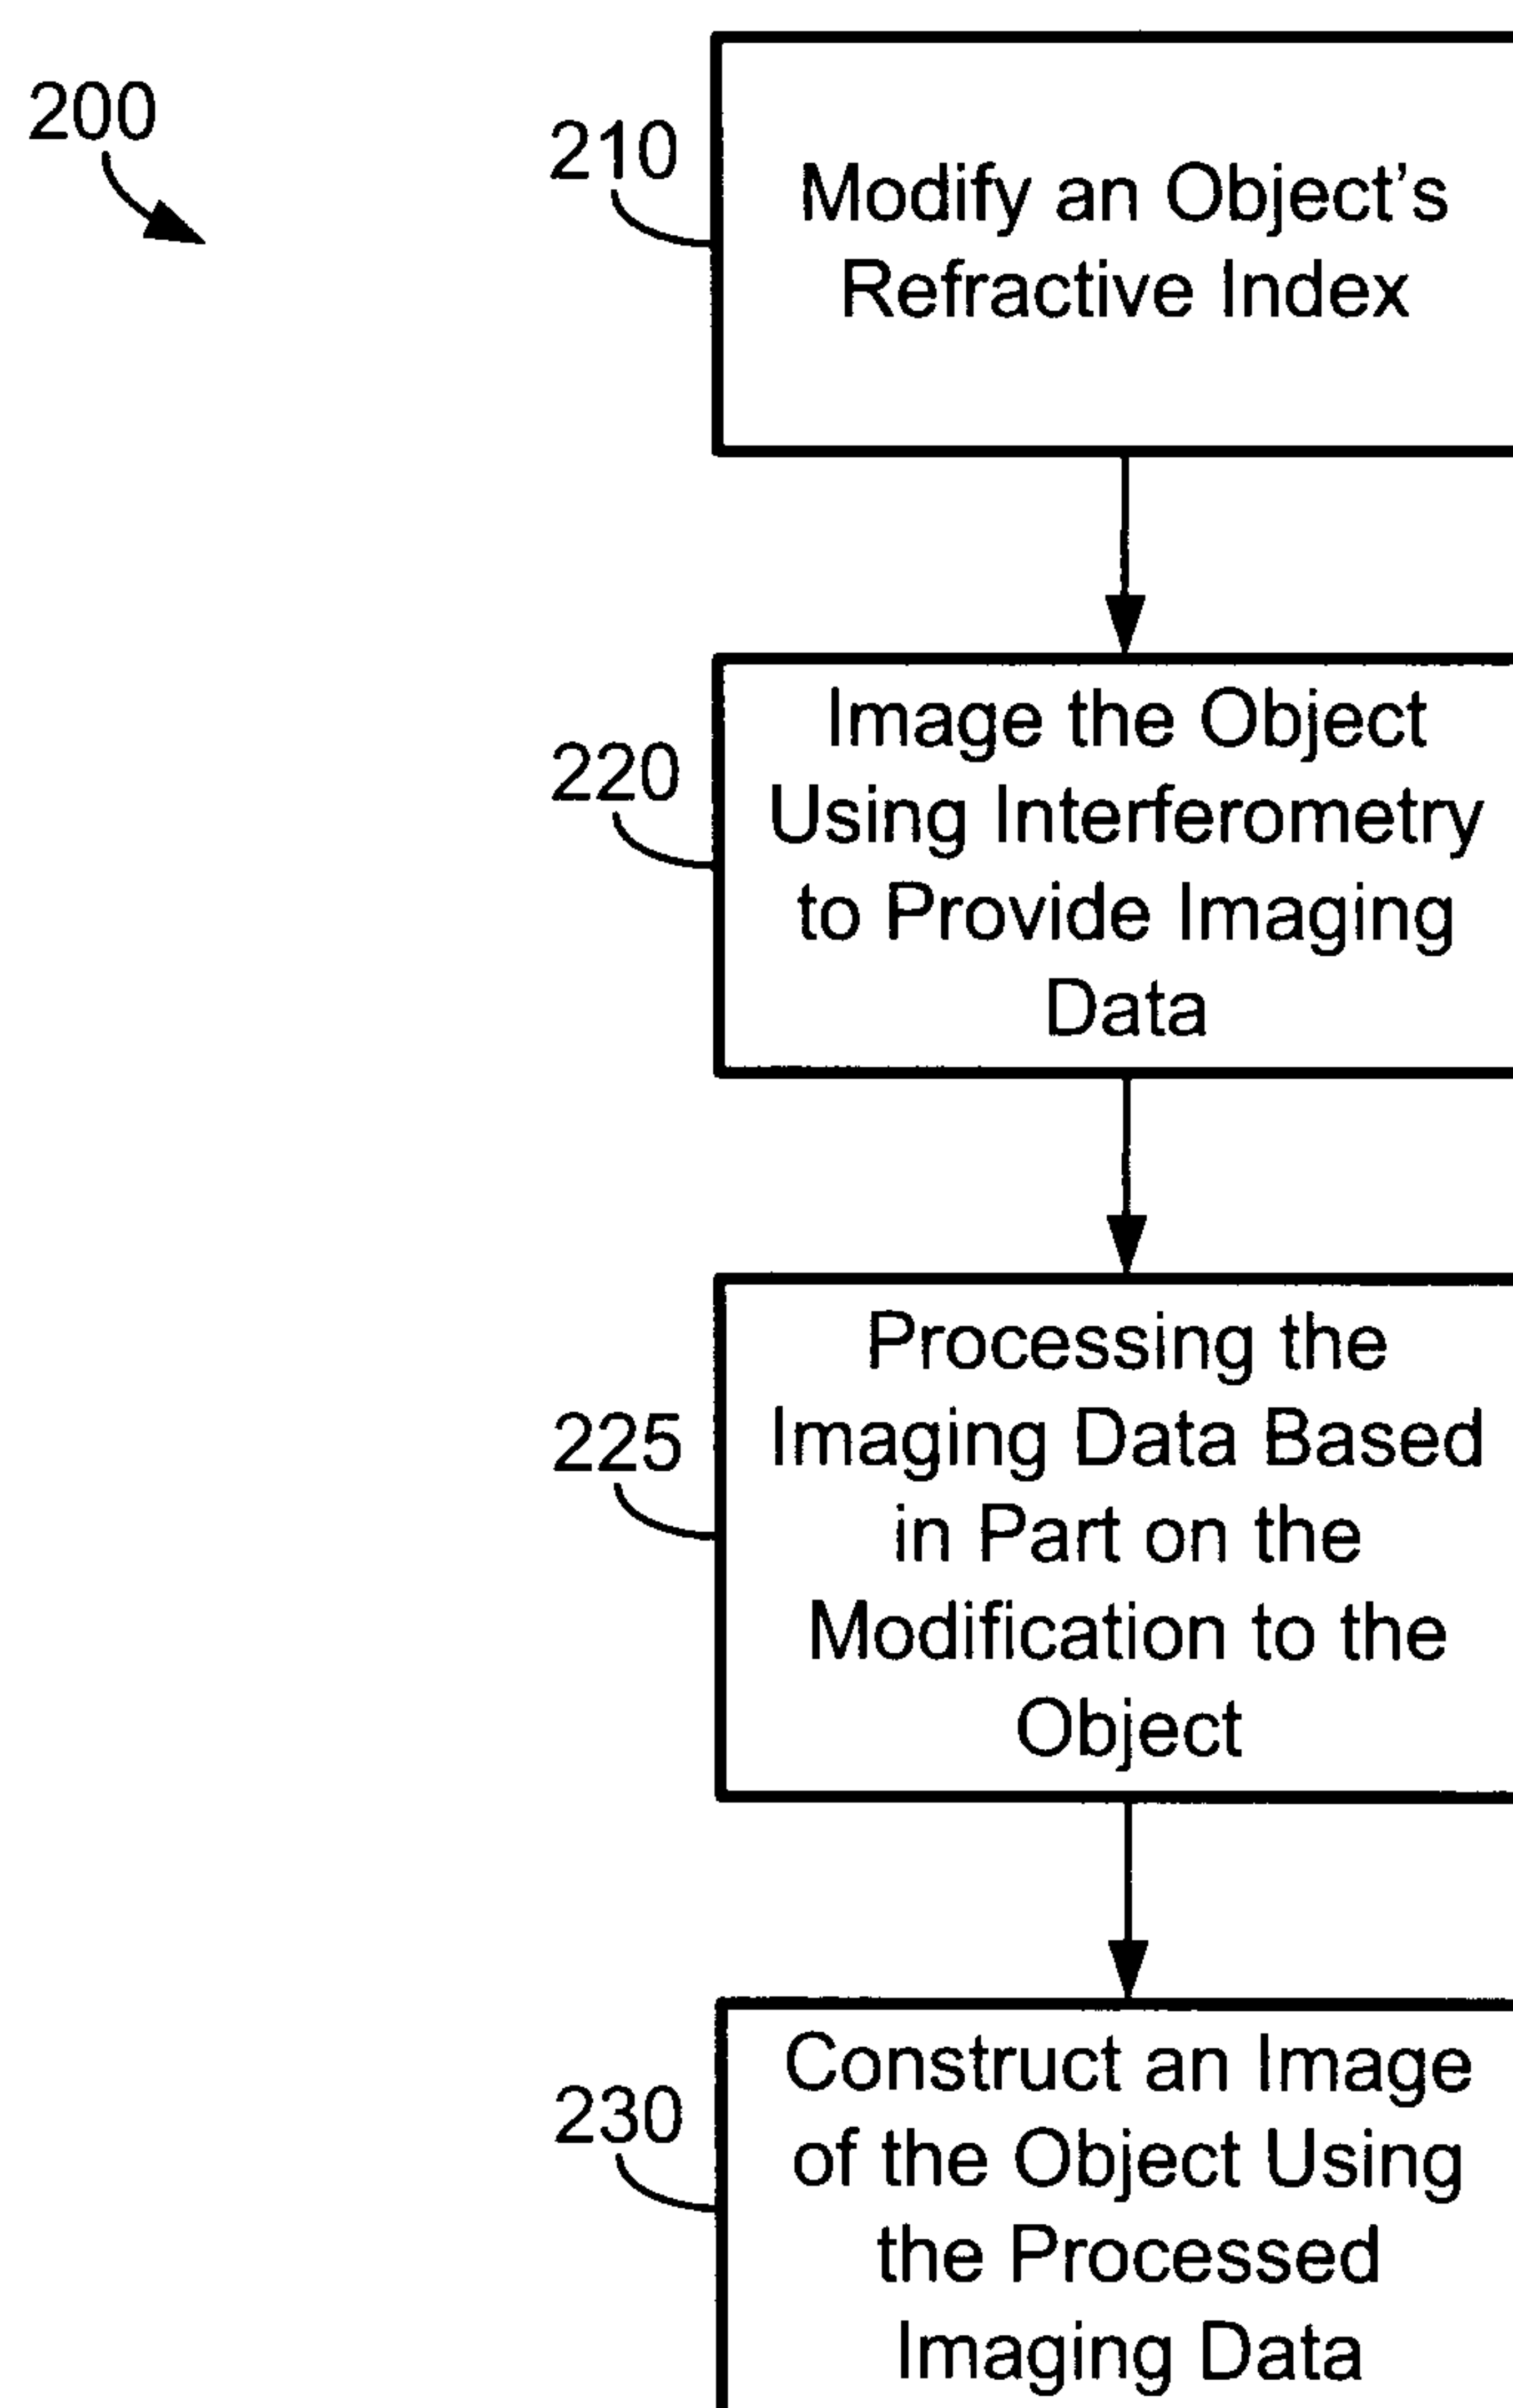 200
210
Modify an Object's
Refractive Index
220
Image the Object
Using Interferometry
to Provide Imaging
Data
225
Processing the
Imaging Data Based
in Part on the
Modification to the
Object
230
Construct an Image
of the Object Using
the Processed
Imaging Data